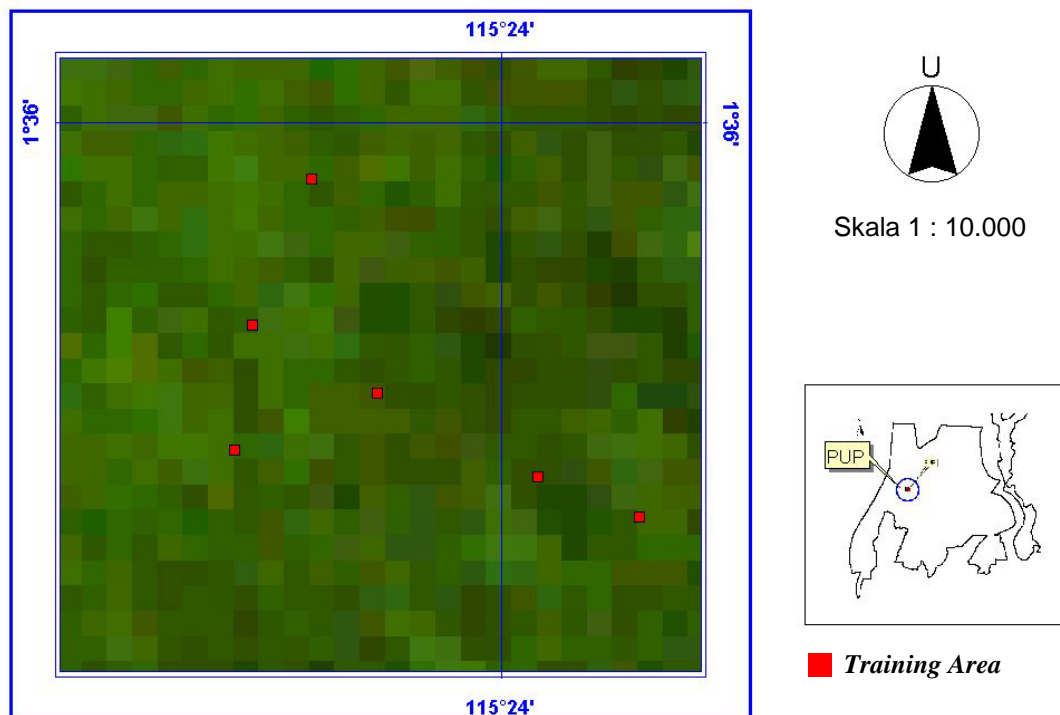 115°24'
1°36'
1°36'
115°24'
U
Skala 1 : 10.000
PUP
Training Area